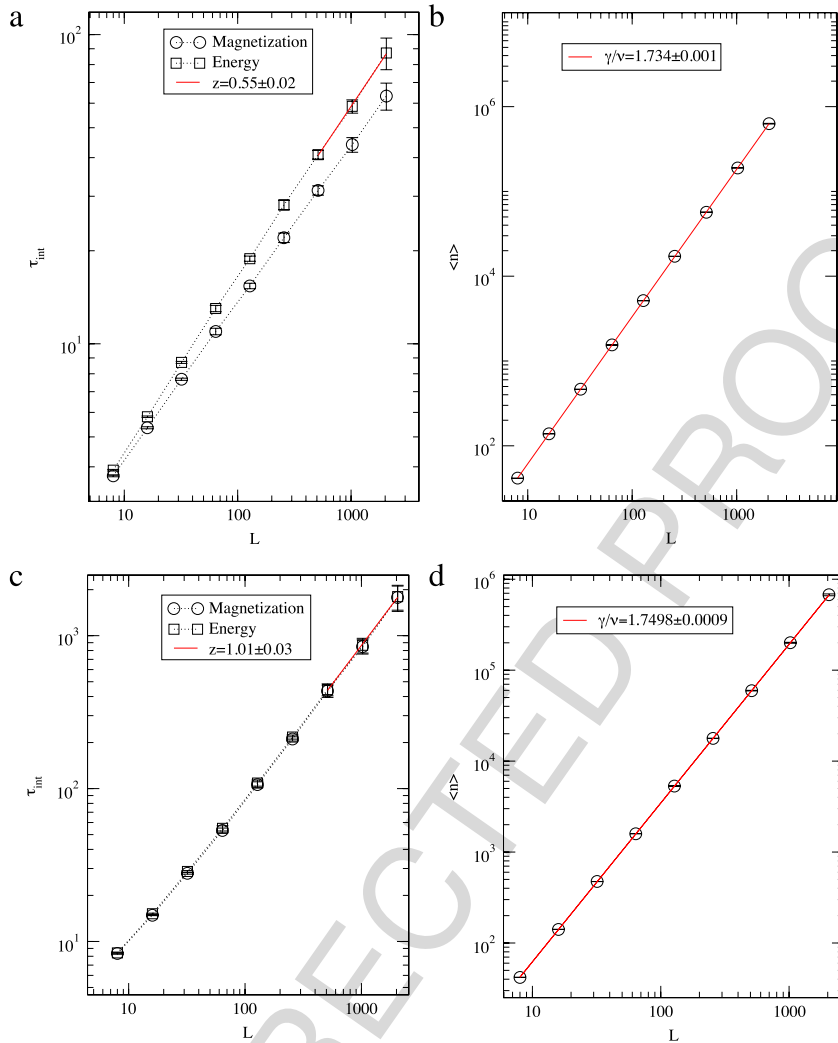 a
10²
Magnetization
Energy
z=0.55±0.02
10¹
τint
10
100
1000
L
b
γ/ν=1.734±0.001
10⁶
10⁴
10²
<n>
10
100
1000
L
c
Magnetization
Energy
z=1.01±0.03
10³
10²
10¹
τint
10
100
1000
L
d
γ/ν=1.7498±0.0009
10⁶
10⁵
10⁴
10³
10²
<n>
10
100
1000
L
RECTED PROO